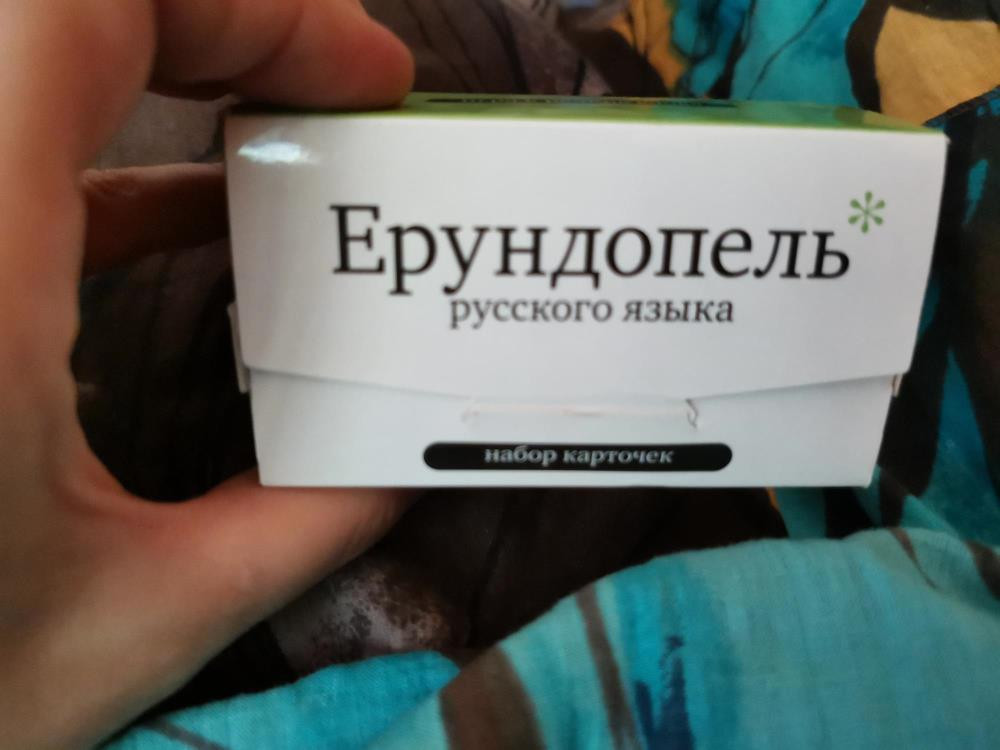 Ерундопель*
русского языка
набор карточек